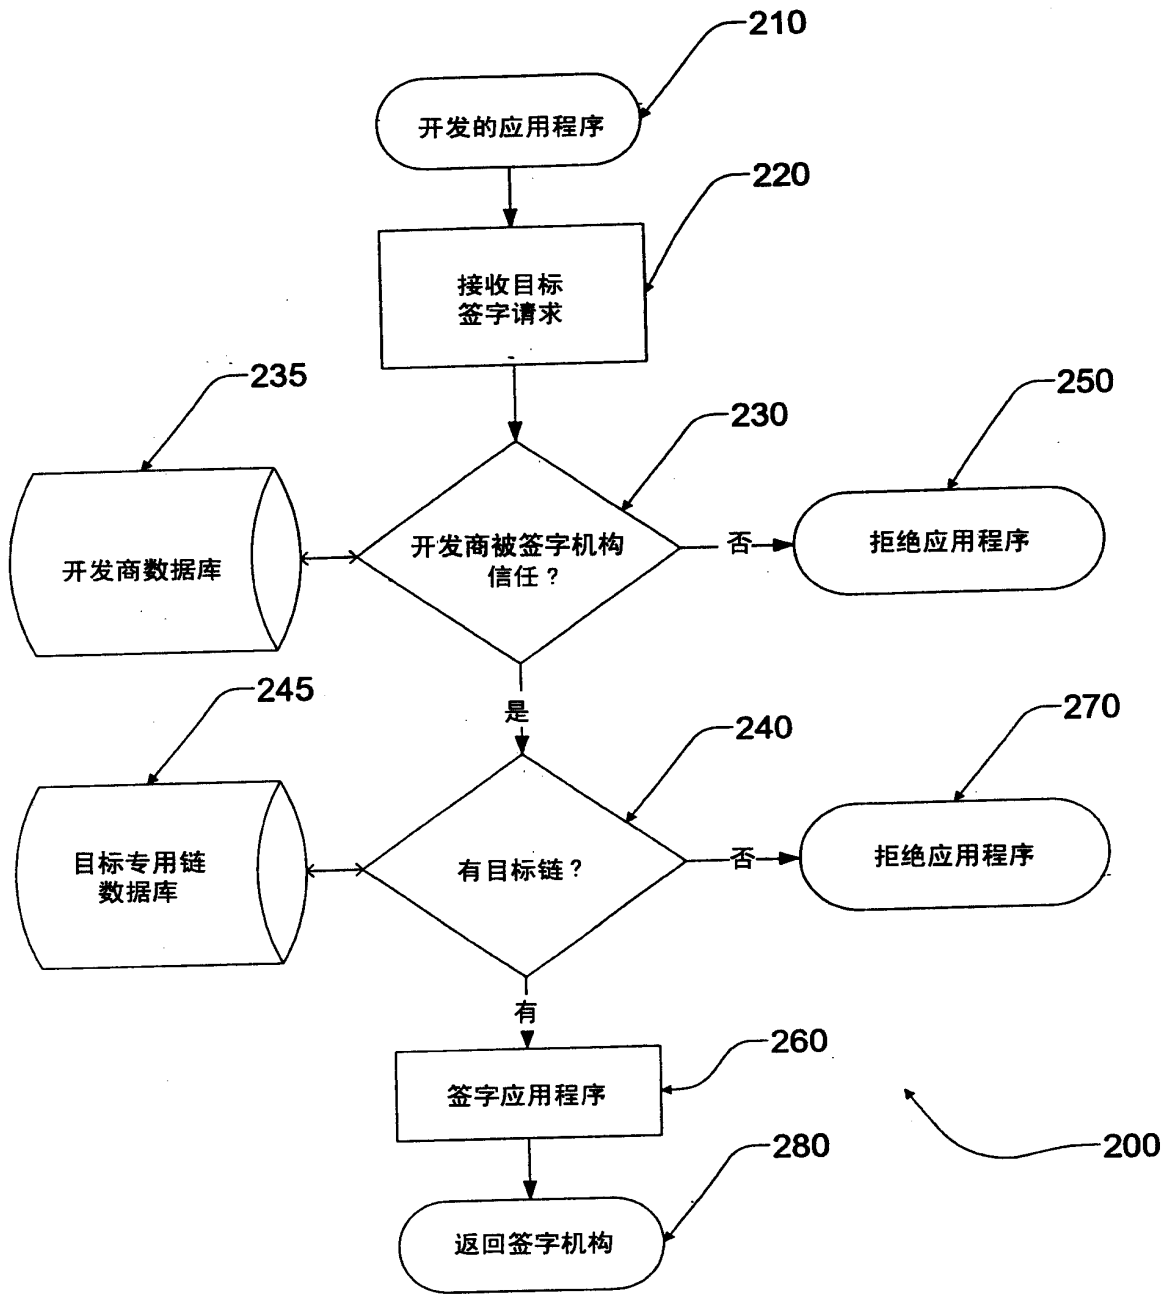 210
开发的应用程序
220
接收目标
签字请求
235
230
250
开发商数据库
开发商被签字机构
信任？
否
拒绝应用程序
是
245
240
270
目标专用链
数据库
有目标链？
否
拒绝应用程序
有
260
签字应用程序
200
280
返回签字机构